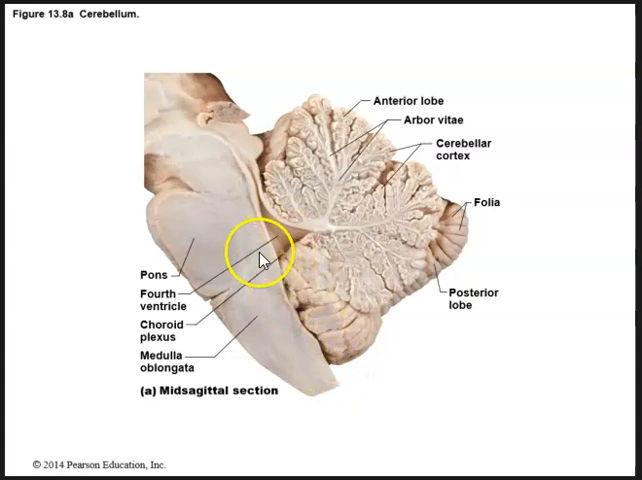 Figure 13.8a Cerebellum.
Anterior lobe
Arbor vitae
Cerebellar
cortex
Folia
Posterior
lobe
Pons
Fourth
ventricle
Choroid
plexus
Medulla
oblongata
(a) Midsagittal section
© 2014 Pearson Education, Inc.